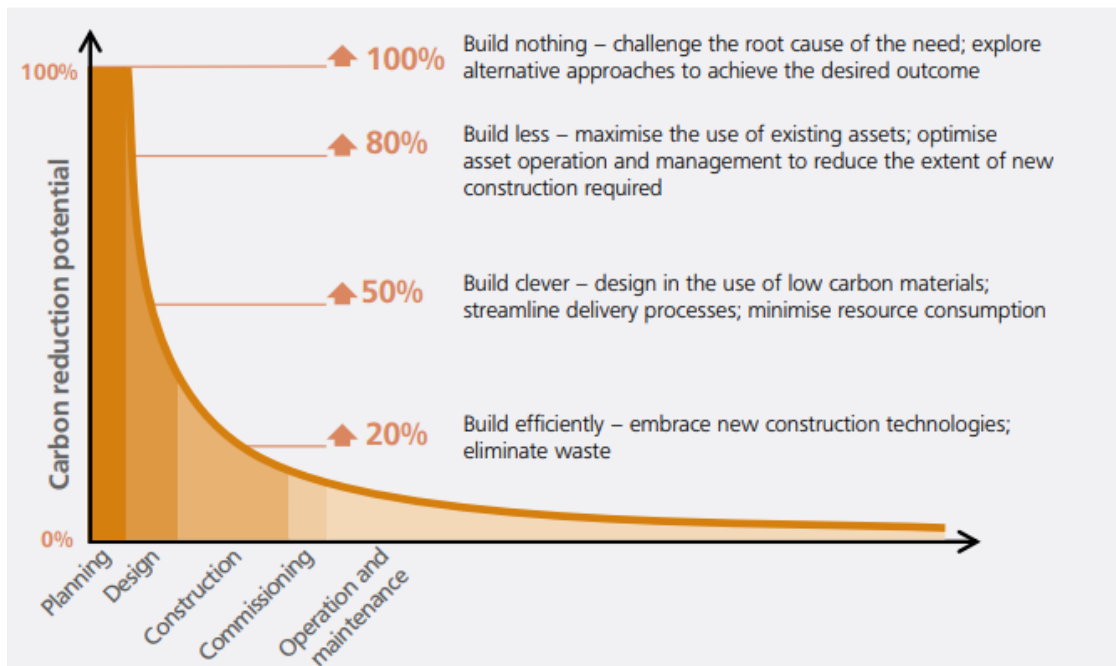 100%
100%
Build nothing – challenge the root cause of the need; explore
alternative approaches to achieve the desired outcome
80%
Build less – maximise the use of existing assets; optimise
asset operation and management to reduce the extent of new
construction required
50%
Build clever – design in the use of low carbon materials;
streamline delivery processes; minimise resource consumption
20%
Build efficiently – embrace new construction technologies;
eliminate waste
Carbon reduction potential
0%
Planning
Design
Construction
Commissioning
Operation and
maintenance